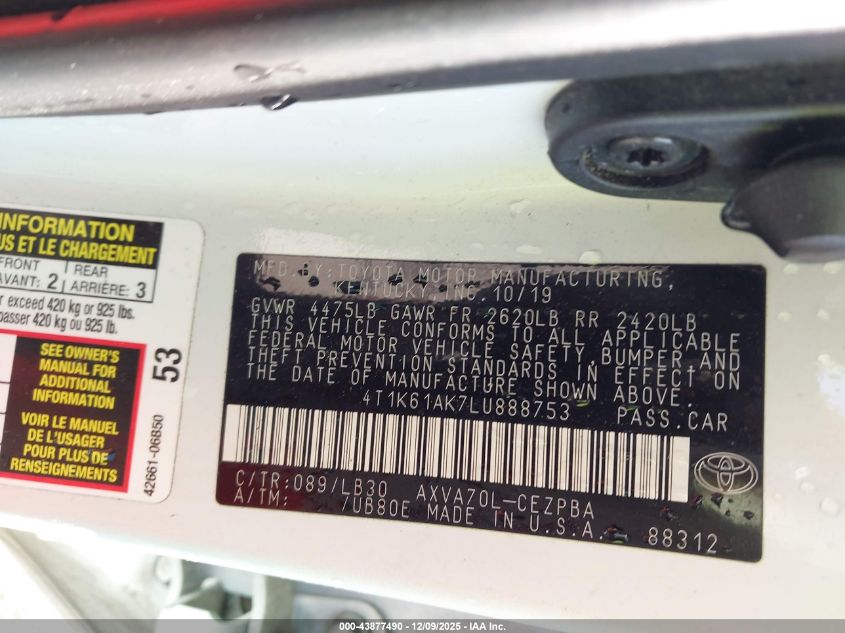 INFORMATION
US ET LE CHARGEMENT
FRONT
AVANT: 2
REAR
ARRIÈRE: 3
r exceed 420 kg or 925 lbs.
passer 420 kg ou 925 lb.
SEE OWNER'S
MANUAL FOR
ADDITIONAL
INFORMATION
VOIR LE MANUEL
DE L'USAGER
POUR PLUS DE
RENSEIGNEMENTS
53
42661-06B50
MFD. BY: TOYOTA MOTOR MANUFACTURING,
KENTUCKY, INC. 10/19
GVWR 4475LB GAWR FR 2620LB RR 2420LB
THIS VEHICLE CONFORMS TO ALL APPLICABLE
FEDERAL MOTOR VEHICLE SAFETY, BUMPER AND
THEFT PREVENTION STANDARDS IN EFFECT ON
THE DATE OF MANUFACTURE SHOWN ABOVE.
4T1K61AK7LU888753 PASS.CAR
C/TR:089/LB30 AXVA70L-CEZPBA
A/TM: /UB80E MADE IN U.S.A. 88312
000-43877490 - 12/09/2025 - IAA Inc.